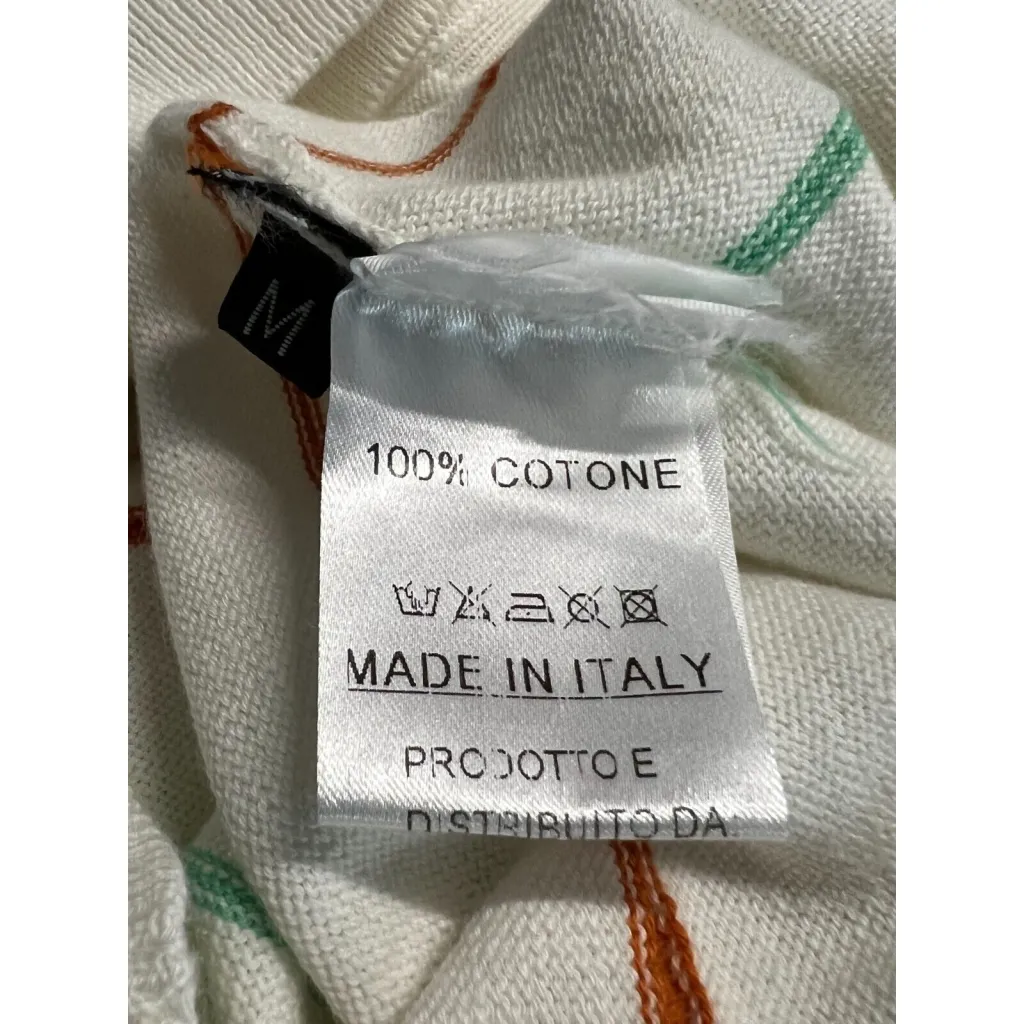 M
100% COTONE
MADE IN ITALY
PRODOTTO E
DISTRIBUITO DA